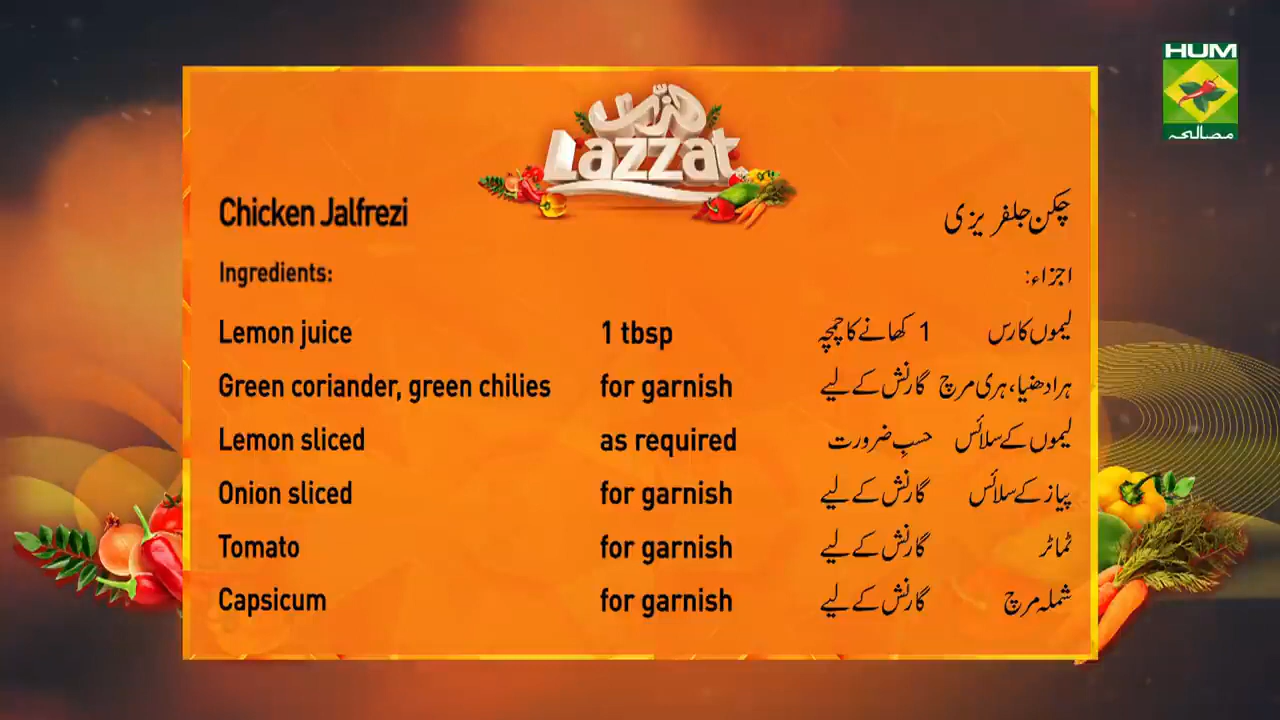 HUM
مصالحہ
لذّت
Lazzat
Chicken Jalfrezi چکن جلفریزی
Ingredients: اجزاء:
Lemon juice 1 tbsp لیموں کا رس 1 کھانے کا چمچہ
Green coriander, green chilies for garnish ہرا دھنیا، ہری مرچ گارنش کے لیے
Lemon sliced as required لیموں کے سلائس حسبِ ضرورت
Onion sliced for garnish پیاز کے سلائس گارنش کے لیے
Tomato for garnish ٹماٹر گارنش کے لیے
Capsicum for garnish شملہ مرچ گارنش کے لیے